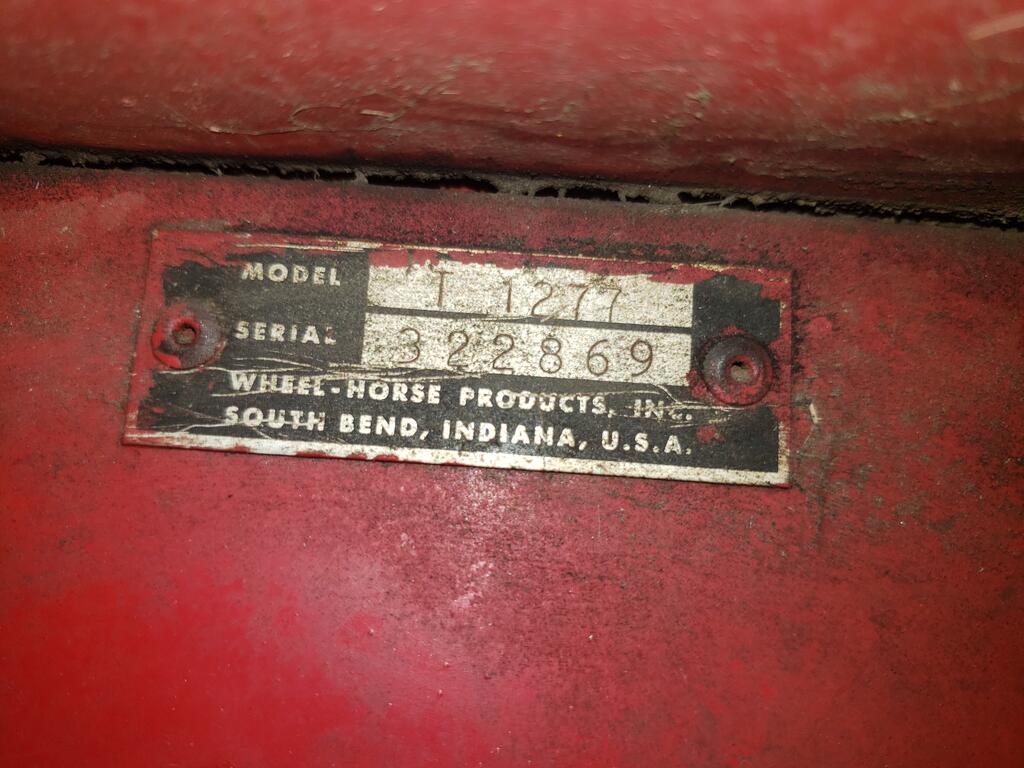 MODEL T 1277
SERIAL 322869
WHEEL-HORSE PRODUCTS, INC.
SOUTH BEND, INDIANA, U.S.A.